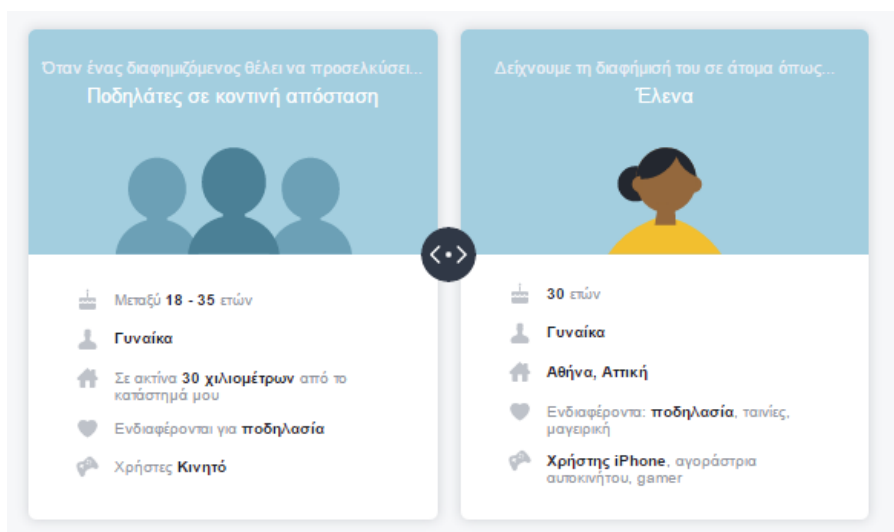 Όταν ένας διαφημιζόμενος θέλει να προσελκύσει...
Ποδηλάτες σε κοντινή απόσταση
Μεταξύ 18 - 35 ετών
Γυναίκα
Σε ακτίνα 30 χιλιομέτρων από το
κατάστημά μου
Ενδιαφέρονται για ποδηλασία
Χρήστες Κινητό
Δείχνουμε τη διαφήμισή του σε άτομα όπως...
Έλενα
30 ετών
Γυναίκα
Αθήνα, Αττική
Ενδιαφέροντα: ποδηλασία, ταινίες,
μαγειρική
Χρήστης iPhone, αγοράστρια
αυτοκινήτου, gamer